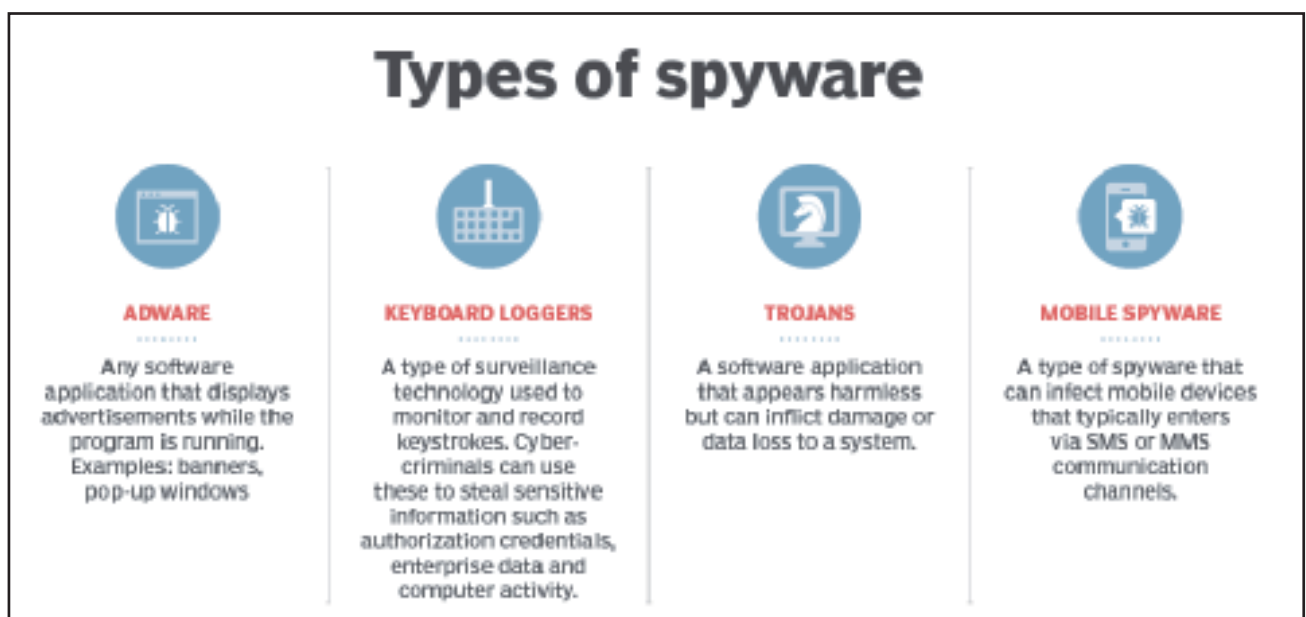 Types of spyware
ADWARE
Any software
application that displays
advertisements while the
program is running.
Examples: banners,
pop-up windows
KEYBOARD LOGGERS
A type of surveillance
technology used to
monitor and record
keystrokes. Cyber-
criminals can use
these to steal sensitive
information such as
authorization credentials,
enterprise data and
computer activity.
TROJANS
A software application
that appears harmless
but can inflict damage or
data loss to a system.
MOBILE SPYWARE
A type of spyware that
can infect mobile devices
that typically enters
via SMS or MMS
communication
channels.